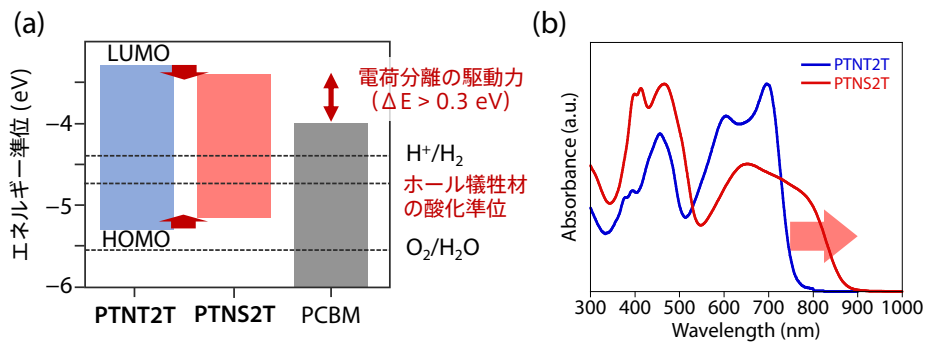 (a)
エネルギー準位 (eV)
−4
−5
−6
LUMO
HOMO
電荷分離の駆動力
(ΔE > 0.3 eV)
H⁺/H₂
ホール犠牲材
の酸化準位
O₂/H₂O
PTNT2T PTNS2T PCBM
(b)
Absorbance (a.u.)
PTNT2T
PTNS2T
300 400 500 600 700 800 900 1000
Wavelength (nm)